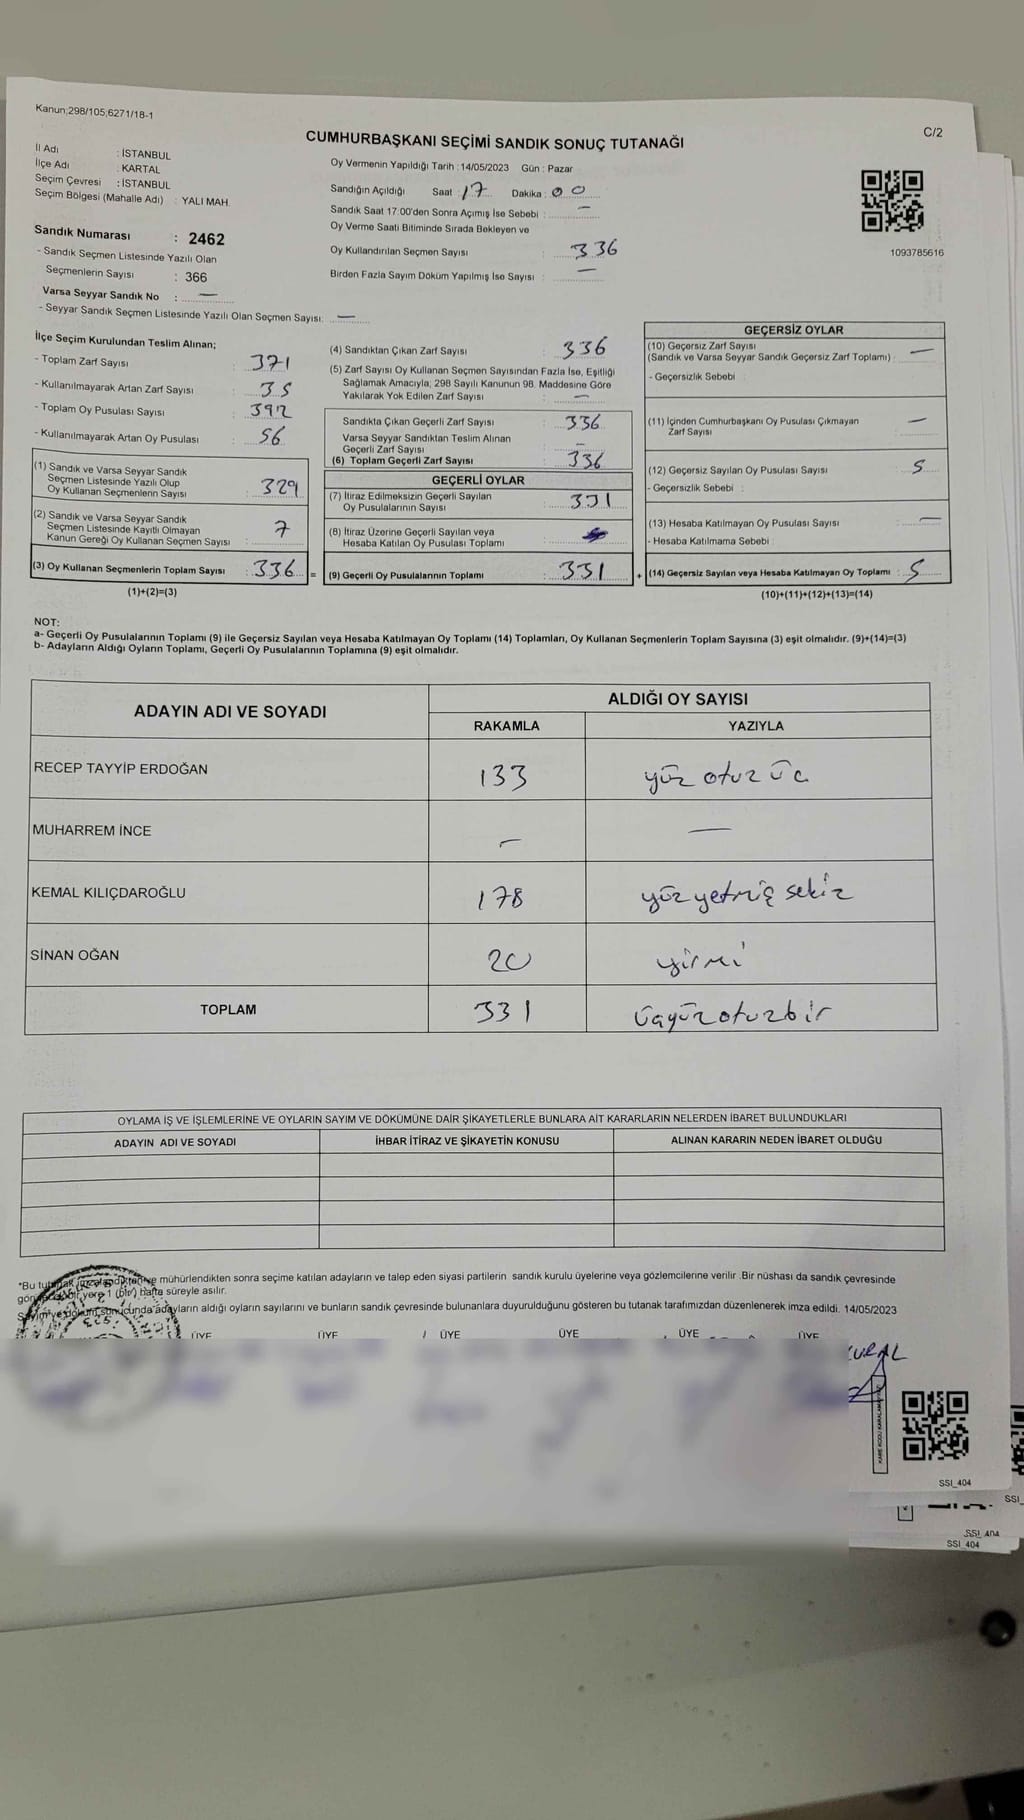 Kanun;298/105;6271/18-1
C/2
CUMHURBAŞKANI SEÇİMİ SANDIK SONUÇ TUTANAĞI
İl Adı : İSTANBUL
İlçe Adı : KARTAL
Seçim Çevresi : İSTANBUL
Seçim Bölgesi (Mahalle Adı) : YALI MAH.
Oy Vermenin Yapıldığı Tarih : 14/05/2023 Gün : Pazar
Sandığın Açıldığı Saat : 17 Dakika : 00
Sandık Saat 17:00'den Sonra Açımış İse Sebebi : —
Oy Verme Saati Bitiminde Sırada Bekleyen ve
Oy Kullandırılan Seçmen Sayısı : 336
Birden Fazla Sayım Döküm Yapılmış İse Sayısı : —
1093785616
Sandık Numarası : 2462
- Sandık Seçmen Listesinde Yazılı Olan
Seçmenlerin Sayısı : 366
Varsa Seyyar Sandık No : —
- Seyyar Sandık Seçmen Listesinde Yazılı Olan Seçmen Sayısı: —
İlçe Seçim Kurulundan Teslim Alınan;
- Toplam Zarf Sayısı : 371
- Kullanılmayarak Artan Zarf Sayısı : 35
- Toplam Oy Pusulası Sayısı : 392
- Kullanılmayarak Artan Oy Pusulası : 56
(1) Sandık ve Varsa Seyyar Sandık
Seçmen Listesinde Yazılı Olup
Oy Kullanan Seçmenlerin Sayısı : 329
(2) Sandık ve Varsa Seyyar Sandık
Seçmen Listesinde Kayıtlı Olmayan
Kanun Gereği Oy Kullanan Seçmen Sayısı : 7
(3) Oy Kullanan Seçmenlerin Toplam Sayısı : 336 =
(1)+(2)=(3)
(4) Sandıktan Çıkan Zarf Sayısı : 336
(5) Zarf Sayısı Oy Kullanan Seçmen Sayısından Fazla İse, Eşitliği
Sağlamak Amacıyla; 298 Sayılı Kanunun 98. Maddesine Göre
Yakılarak Yok Edilen Zarf Sayısı : —
Sandıkta Çıkan Geçerli Zarf Sayısı : 336
Varsa Seyyar Sandıktan Teslim Alınan
Geçerli Zarf Sayısı : —
(6) Toplam Geçerli Zarf Sayısı : 336
GEÇERLİ OYLAR
(7) İtiraz Edilmeksizin Geçerli Sayılan
Oy Pusulalarının Sayısı : 331
(8) İtiraz Üzerine Geçerli Sayılan veya
Hesaba Katılan Oy Pusulası Toplamı :
(9) Geçerli Oy Pusulalarının Toplamı : 331 +
GEÇERSİZ OYLAR
(10) Geçersiz Zarf Sayısı
(Sandık ve Varsa Seyyar Sandık Geçersiz Zarf Toplamı) : —
- Geçersizlik Sebebi :
(11) İçinden Cumhurbaşkanı Oy Pusulası Çıkmayan
Zarf Sayısı : —
(12) Geçersiz Sayılan Oy Pusulası Sayısı : 5
- Geçersizlik Sebebi :
(13) Hesaba Katılmayan Oy Pusulası Sayısı : —
- Hesaba Katılmama Sebebi :
(14) Geçersiz Sayılan veya Hesaba Katılmayan Oy Toplamı : 5
(10)+(11)+(12)+(13)=(14)
NOT:
a- Geçerli Oy Pusulalarının Toplamı (9) ile Geçersiz Sayılan veya Hesaba Katılmayan Oy Toplamı (14) Toplamları, Oy Kullanan Seçmenlerin Toplam Sayısına (3) eşit olmalıdır. (9)+(14)=(3)
b- Adayların Aldığı Oyların Toplamı, Geçerli Oy Pusulalarının Toplamına (9) eşit olmalıdır.
ADAYIN ADI VE SOYADI
ALDIĞI OY SAYISI
RAKAMLA YAZIYLA
RECEP TAYYİP ERDOĞAN 133 yüz otuz üç
MUHARREM İNCE — —
KEMAL KILIÇDAROĞLU 178 yüz yetmiş sekiz
SİNAN OĞAN 20 yirmi
TOPLAM 331 üçyüzotuzbir
OYLAMA İŞ VE İŞLEMLERİNE VE OYLARIN SAYIM VE DÖKÜMÜNE DAİR ŞİKAYETLERLE BUNLARA AİT KARARLARIN NELERDEN İBARET BULUNDUKLARI
ADAYIN ADI VE SOYADI İHBAR İTİRAZ VE ŞİKAYETİN KONUSU ALINAN KARARIN NEDEN İBARET OLDUĞU
*Bu mühürlendikten sonra seçime katılan adayların ve talep eden siyasi partilerin sandık kurulu üyelerine veya gözlemcilerine verilir. Bir nüshası da sandık çevresinde
yere 1 (bir) hafta süreyle asılır.
adayların aldığı oyların sayılarını ve bunların sandık çevresinde bulunanlara duyurulduğunu gösteren bu tutanak tarafımızdan düzenlenerek imza edildi. 14/05/2023
ÜYE ÜYE ÜYE ÜYE ÜYE ÜYE
SSI_404
SSI_
SSI_404
SSI_404